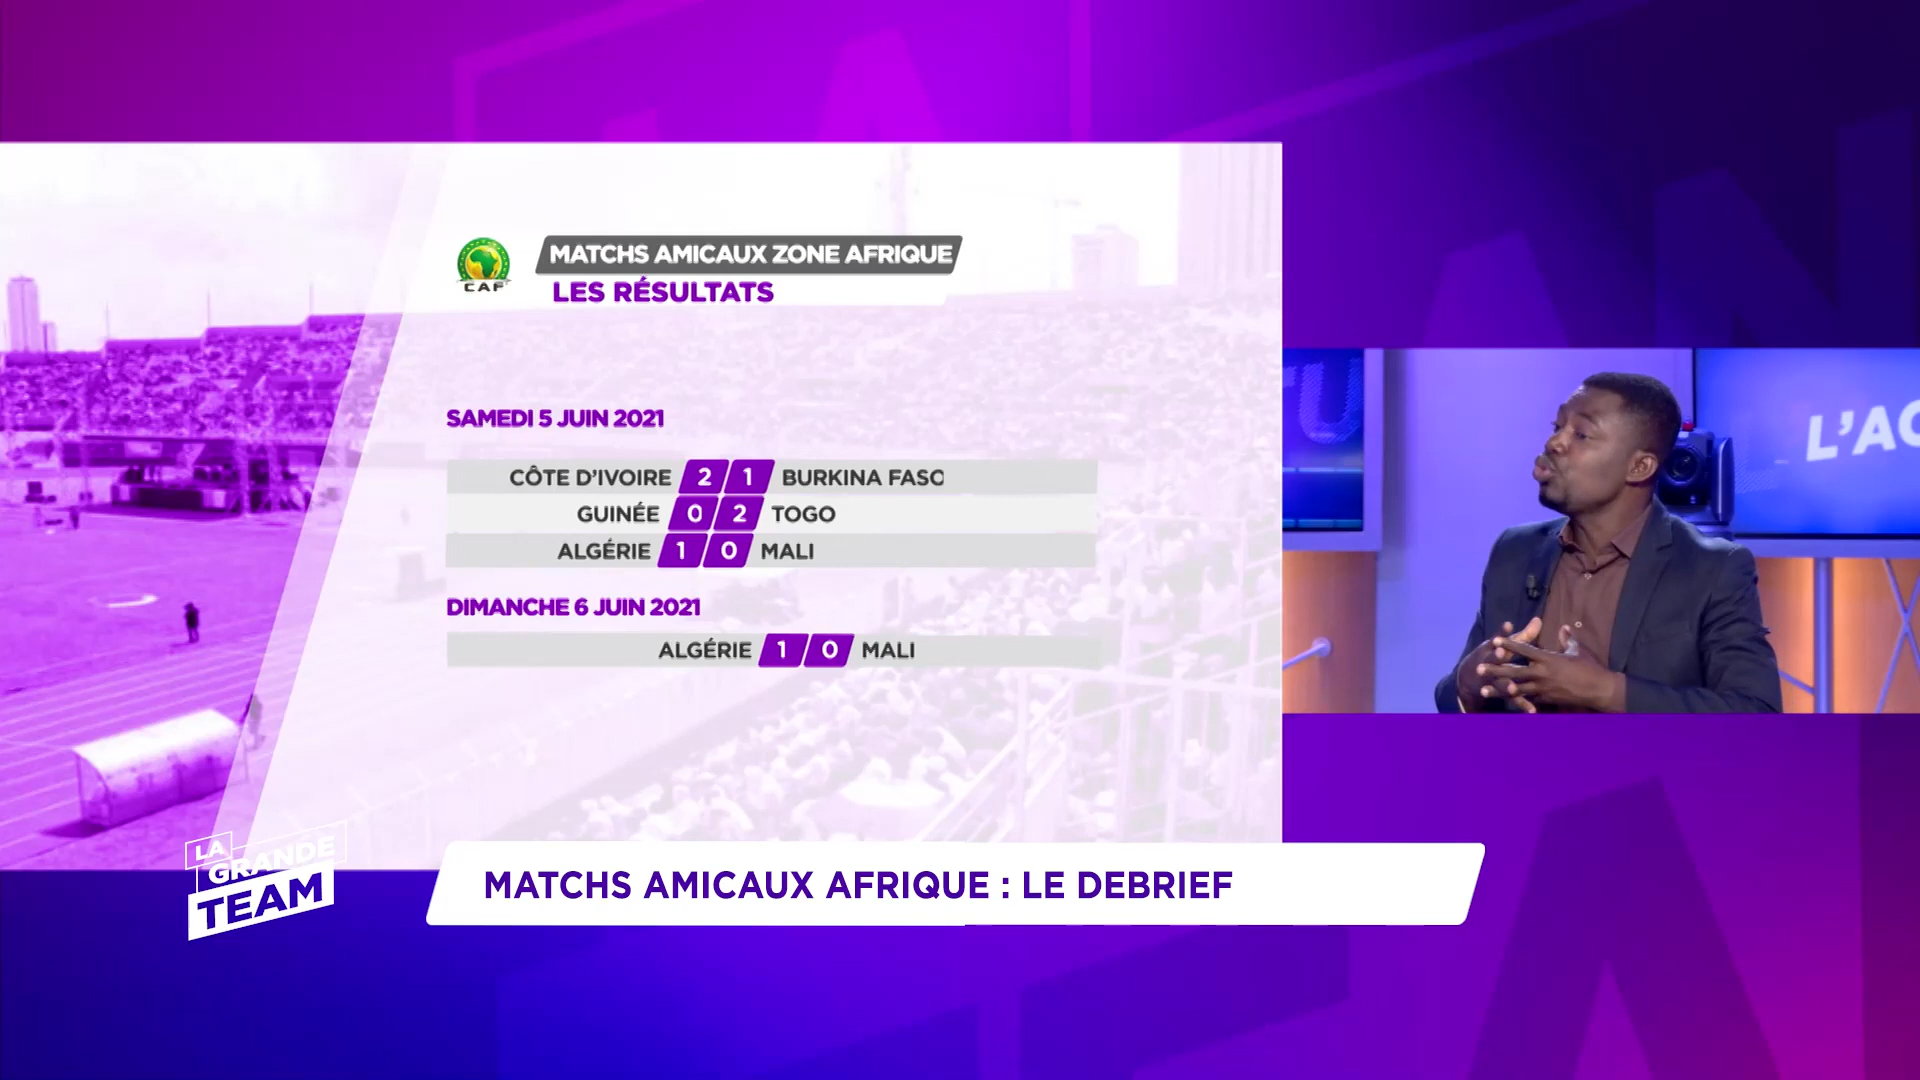 CAF
MATCHS AMICAUX ZONE AFRIQUE
LES RÉSULTATS
SAMEDI 5 JUIN 2021
CÔTE D'IVOIRE 2 1 BURKINA FASO
GUINÉE 0 2 TOGO
ALGÉRIE 1 0 MALI
DIMANCHE 6 JUIN 2021
ALGÉRIE 1 0 MALI
L'AC
LA
GRANDE
TEAM
MATCHS AMICAUX AFRIQUE : LE DEBRIEF